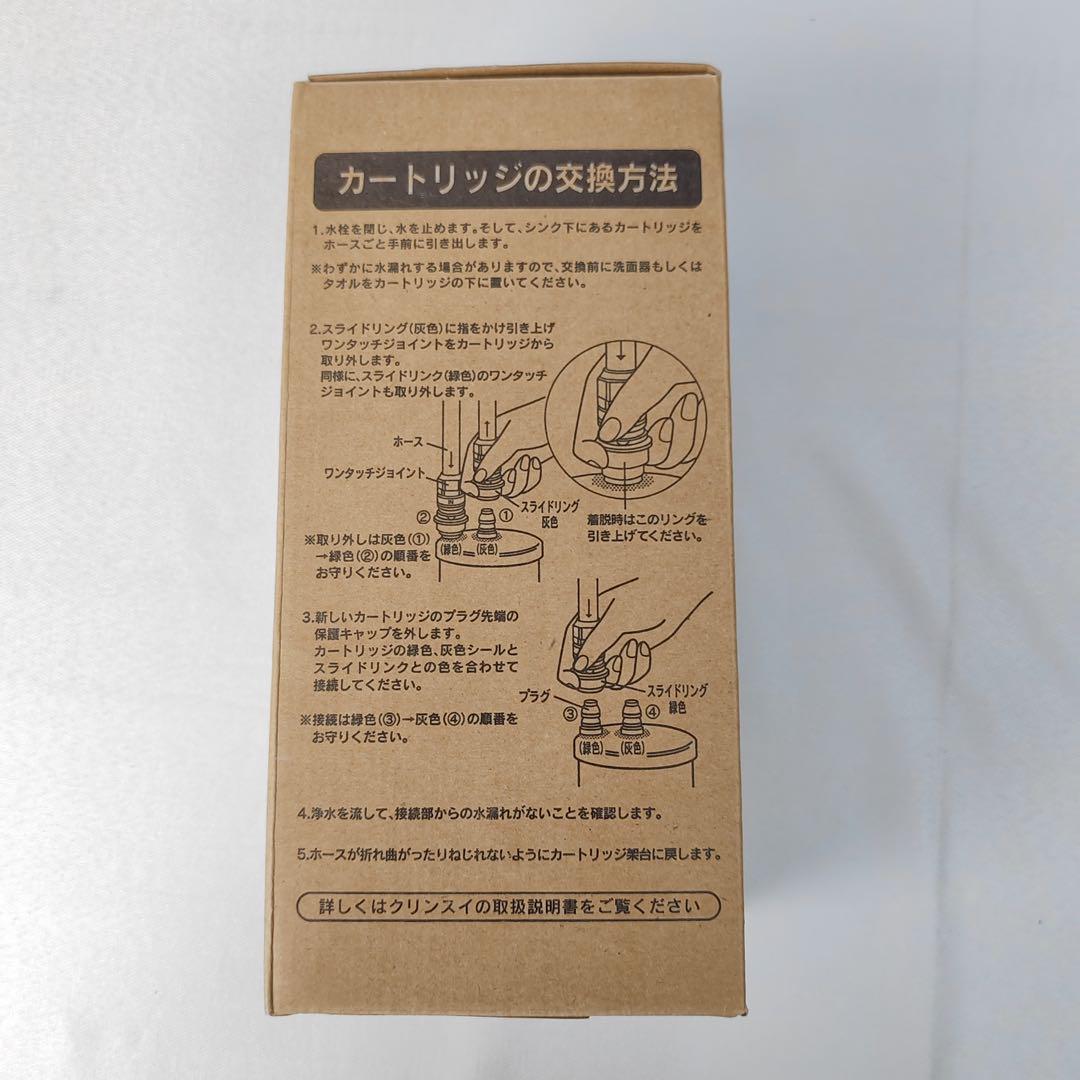 カートリッジの交換方法
1.水栓を閉じ、水を止めます。そして、シンク下にあるカートリッジを
ホースごと手前に引き出します。
※わずかに水漏れする場合がありますので、交換前に洗面器もしくは
タオルをカートリッジの下に置いてください。
2.スライドリング(灰色)に指をかけ引き上げ
ワンタッチジョイントをカートリッジから
取り外します。
同様に、スライドリンク(緑色)のワンタッチ
ジョイントも取り外します。
ホース
ワンタッチジョイント
スライドリング
灰色
② ①
(緑色) (灰色)
着脱時はこのリングを
引き上げてください。
※取り外しは灰色(①)
→緑色(②)の順番を
お守りください。
3.新しいカートリッジのプラグ先端の
保護キャップを外します。
カートリッジの緑色、灰色シールと
スライドリンクとの色を合わせて
接続してください。
プラグ
スライドリング
緑色
③ ④
(緑色) (灰色)
※接続は緑色(③)→灰色(④)の順番を
お守りください。
4.浄水を流して、接続部からの水漏れがないことを確認します。
5.ホースが折れ曲がったりねじれないようにカートリッジ架台に戻します。
詳しくはクリンスイの取扱説明書をご覧ください